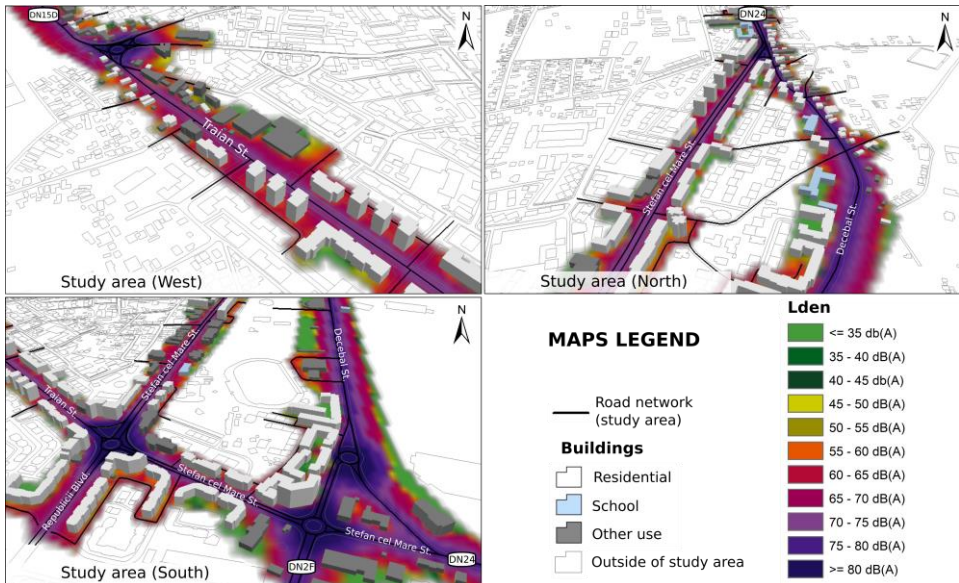 DN15D
N
Traian St.
Study area (West)
DN24
N
Stefan cel Mare St.
Decebal St.
Study area (North)
N
Stefan cel Mare St.
Decebal St.
Traian St
Republicii Blvd.
Stefan cel Mare St.
Stefan cel Mare St.
DN2F
DN24
Study area (South)
MAPS LEGEND
Road network
(study area)
Buildings
Residential
School
Other use
Outside of study area
Lden
<= 35 db(A)
35 - 40 dB(A)
40 - 45 db(A)
45 - 50 dB(A)
50 - 55 dB(A)
55 - 60 dB(A)
60 - 65 dB(A)
65 - 70 dB(A)
70 - 75 dB(A)
75 - 80 dB(A)
>= 80 dB(A)